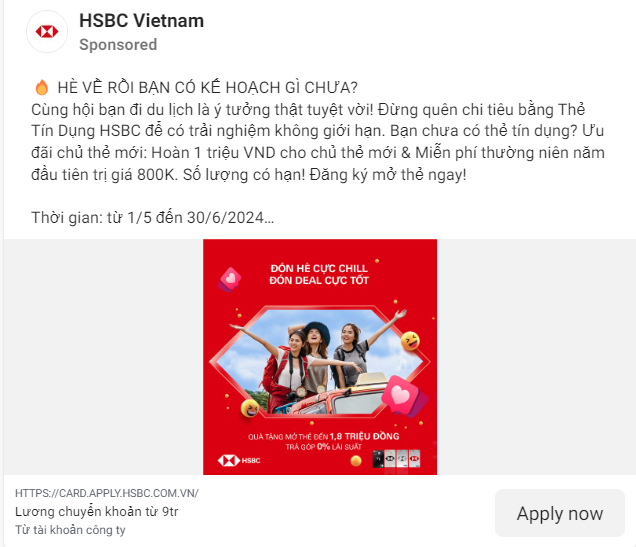 HSBC Vietnam
Sponsored
🔥 HÈ VỀ RỒI BẠN CÓ KẾ HOẠCH GÌ CHƯA?
Cùng hội bạn đi du lịch là ý tưởng thật tuyệt vời! Đừng quên chi tiêu bằng Thẻ
Tín Dụng HSBC để có trải nghiệm không giới hạn. Bạn chưa có thẻ tín dụng? Ưu
đãi chủ thẻ mới: Hoàn 1 triệu VND cho chủ thẻ mới & Miễn phí thường niên năm
đầu tiên trị giá 800K. Số lượng có hạn! Đăng ký mở thẻ ngay!
Thời gian: từ 1/5 đến 30/6/2024...
ĐÓN HÈ CỰC CHILL
ĐÓN DEAL CỰC TỐT
QUÀ TẶNG MỞ THẺ ĐẾN 1,8 TRIỆU ĐỒNG
TRẢ GÓP 0% LÃI SUẤT
HSBC
HTTPS://CARD.APPLY.HSBC.COM.VN/
Lương chuyển khoản từ 9tr
Từ tài khoản công ty
Apply now